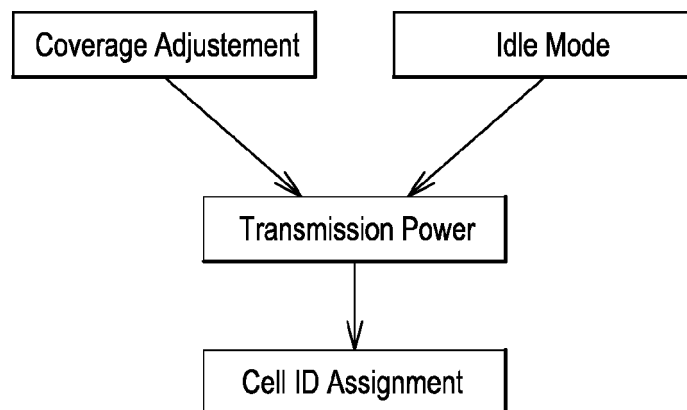 Coverage Adjustement
Idle Mode
Transmission Power
Cell ID Assignment